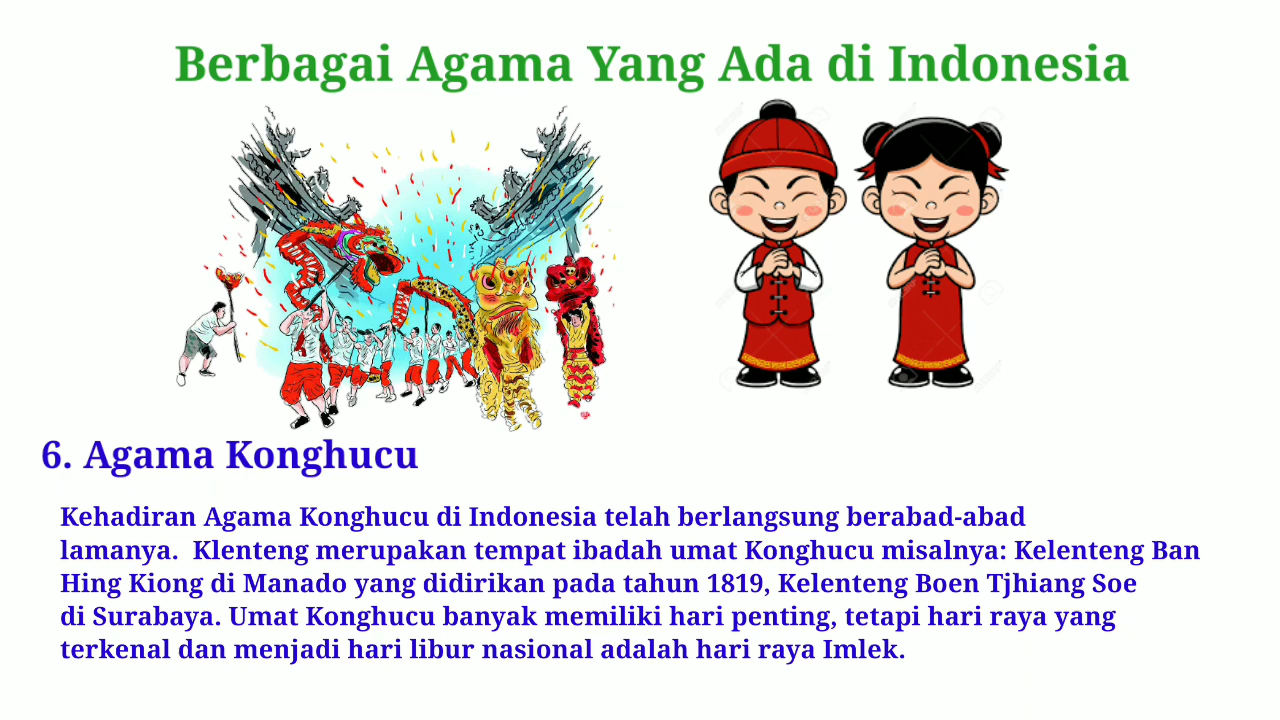 Berbagai Agama Yang Ada di Indonesia
6. Agama Konghucu
Kehadiran Agama Konghucu di Indonesia telah berlangsung berabad-abad
lamanya.  Klenteng merupakan tempat ibadah umat Konghucu misalnya: Kelenteng Ban
Hing Kiong di Manado yang didirikan pada tahun 1819, Kelenteng Boen Tjhiang Soe
di Surabaya. Umat Konghucu banyak memiliki hari penting, tetapi hari raya yang
terkenal dan menjadi hari libur nasional adalah hari raya Imlek.